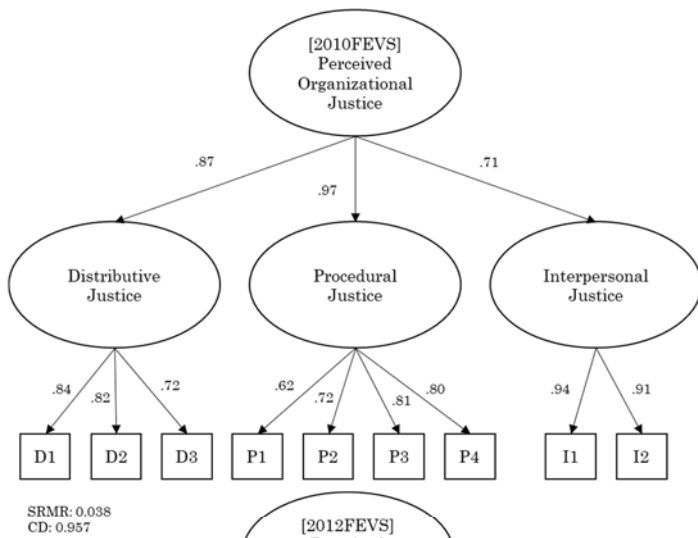 [2010FEVS]
Perceived
Organizational
Justice
.87
.97
.71
Distributive
Justice
Procedural
Justice
Interpersonal
Justice
.84
.82
.72
.62
.72
.81
.80
.94
.91
D1
D2
D3
P1
P2
P3
P4
I1
I2
SRMR: 0.038
CD: 0.957
[2012FEVS]